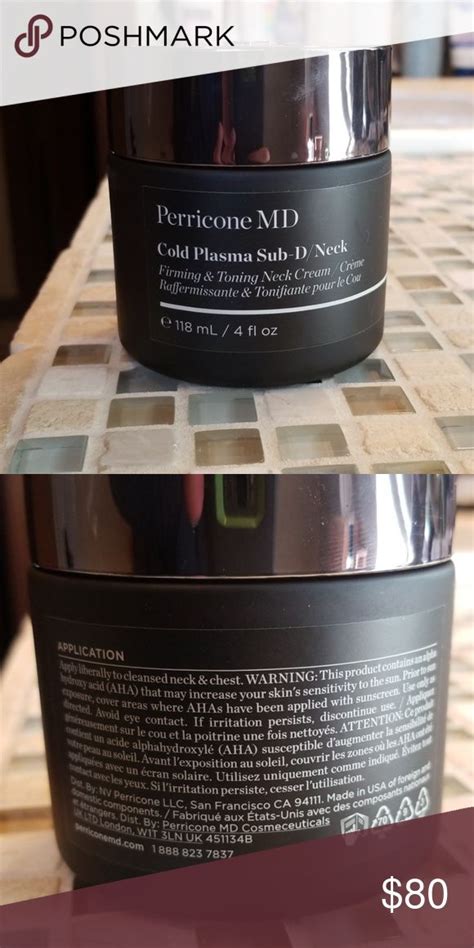 POSHMARK
Perricone MD
Cold Plasma Sub-D/Neck
Firming & Toning Neck Cream / Crème
Raffermissante & Tonifiante pour le Cou
e 118 mL / 4 fl oz
APPLICATION
Apply liberally to cleansed neck & chest. WARNING: This product contains an alpha
hydroxy acid (AHA) that may increase your skin's sensitivity to the sun. Prior to sun
exposure, cover areas where AHAs have been applied with sunscreen. Use only as
directed. Avoid eye contact. If irritation persists, discontinue use. / Appliquer
généreusement sur le cou et la poitrine une fois nettoyés. ATTENTION: Ce produit
contient un acide alphahydroxylé (AHA) susceptible d'augmenter la sensibilité de
votre peau au soleil. Avant l'exposition au soleil, couvrir les zones où les AHA ont été
appliqués avec un écran solaire. Utilisez uniquement comme indiqué. Évitez tout
contact avec les yeux. Si l'irritation persiste, cesser l'utilisation.
Dist. By: NV Perricone LLC, San Francisco CA 94111. Made in USA of foreign and
domestic components. / Fabriqué aux États-Unis avec des composants nationaux
et étrangers. Dist. By: Perricone MD Cosmeceuticals
UK LTD London, W1T 3LN UK 451134B
perriconemd.com 1 888 823 7837
$80